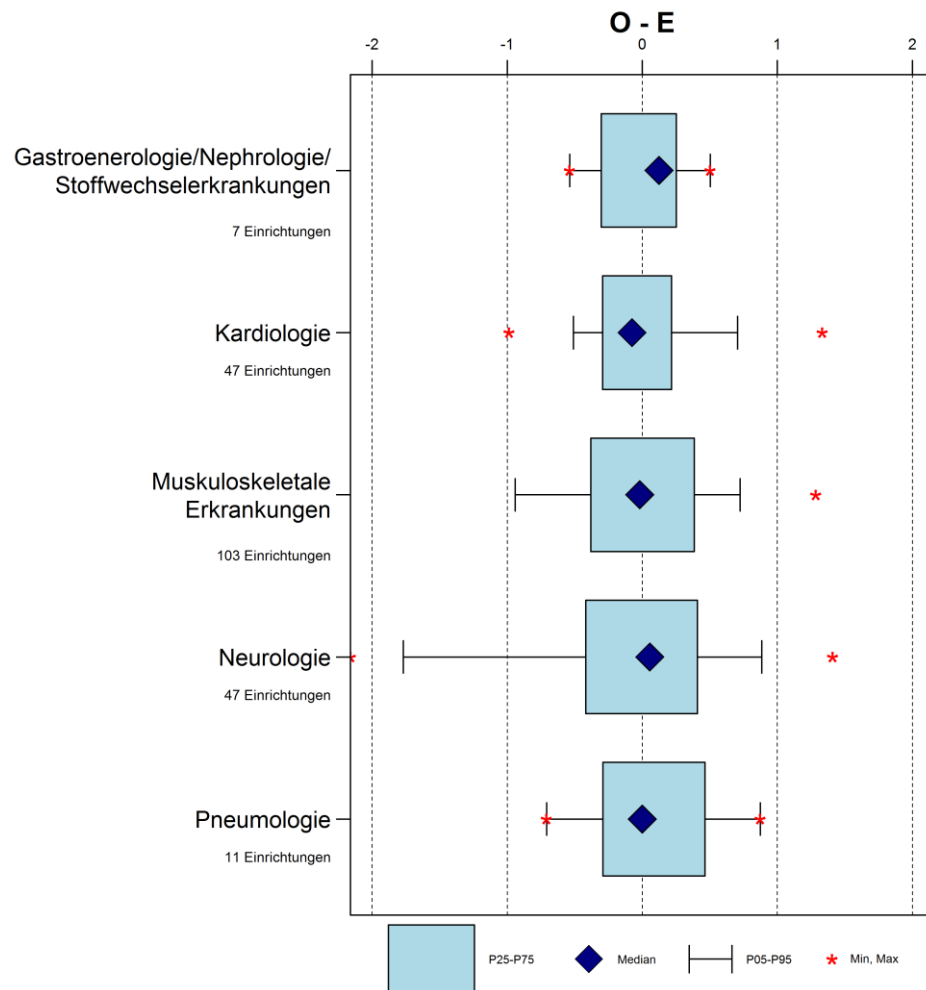 O - E
-2 -1 0 1 2
Gastroenerologie/Nephrologie/
Stoffwechselerkrankungen
7 Einrichtungen
Kardiologie
47 Einrichtungen
Muskuloskeletale
Erkrankungen
103 Einrichtungen
Neurologie
47 Einrichtungen
Pneumologie
11 Einrichtungen
P25-P75 Median P05-P95 Min, Max